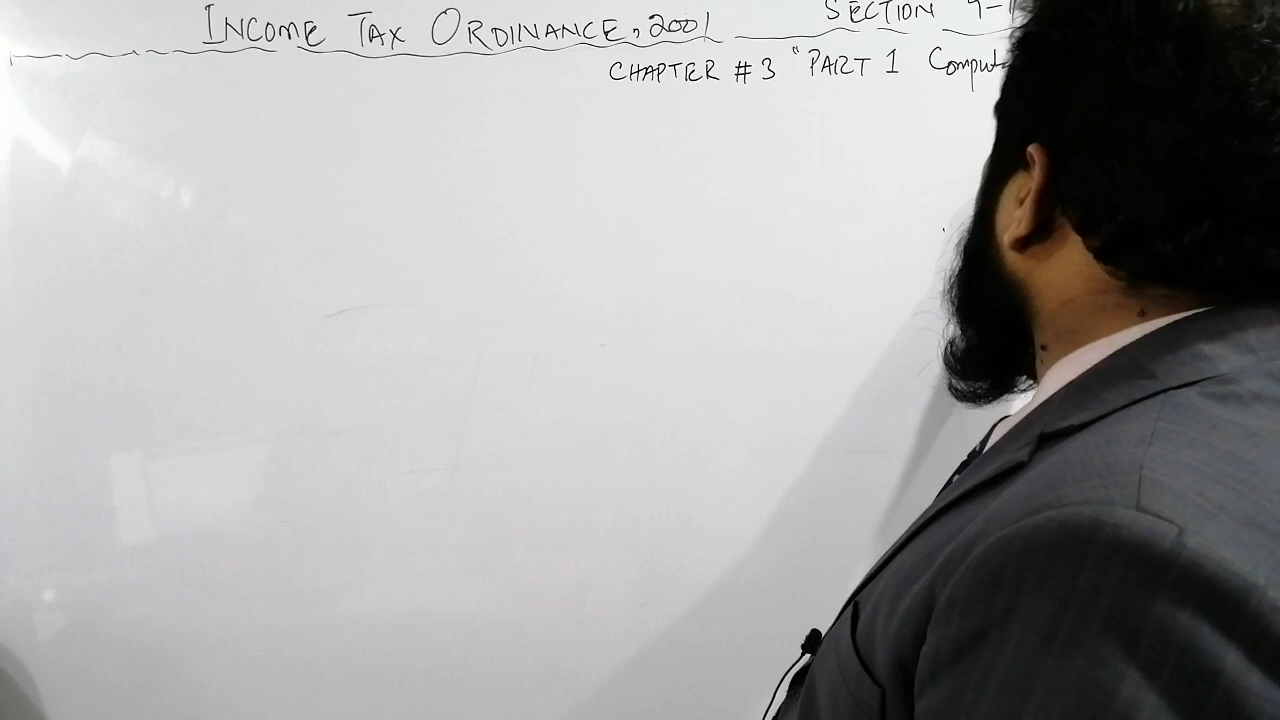 INCOME TAX ORDINANCE, 2001 SECTION
CHAPTER #3 "PART 1